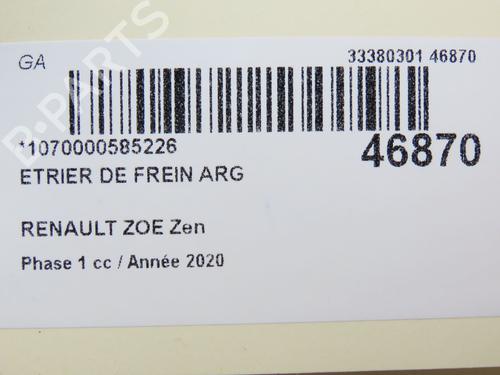 GA
33380301 46870
*1070000585226
46870
ETRIER DE FREIN ARG
RENAULT ZOE Zen
Phase 1 cc / Année 2020
B-PARTS